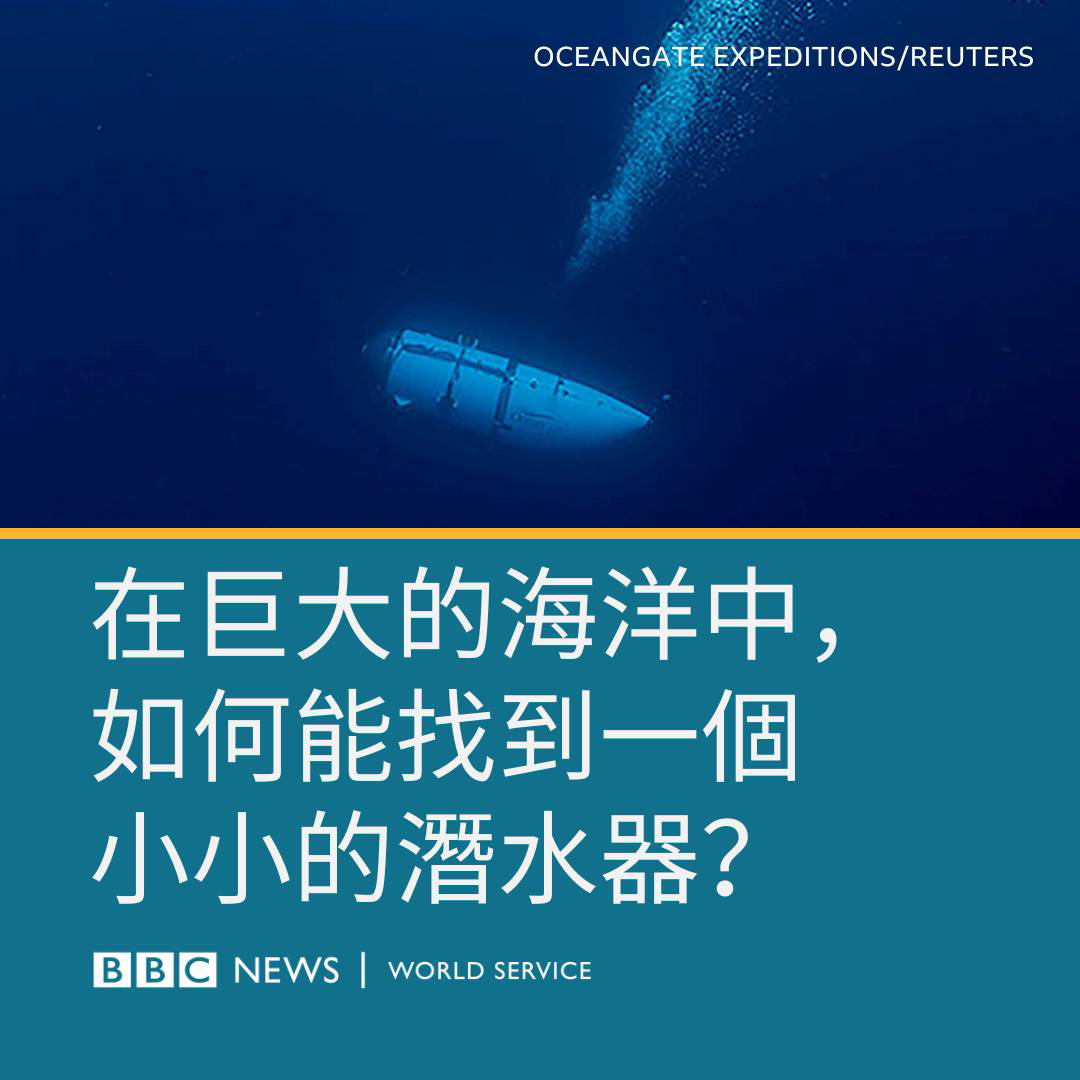 OCEANGATE EXPEDITIONS/REUTERS
在巨大的海洋中，
如何能找到一個
小小的潛水器？
BBC NEWS | WORLD SERVICE